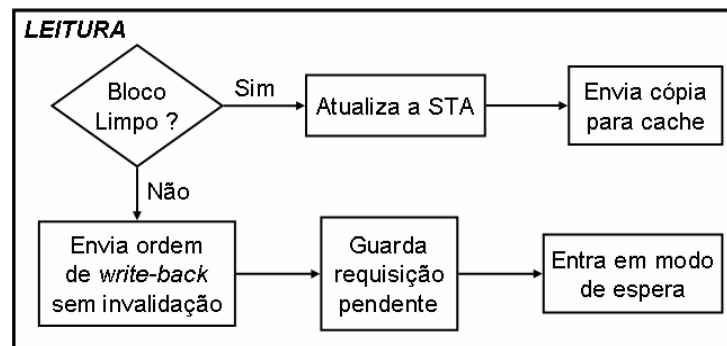 LEITURA
Bloco
Limpo ?
Sim
Atualiza a STA
Envia cópia
para cache
Não
Envia ordem
de write-back
sem invalidação
Guarda
requisição
pendente
Entra em modo
de espera